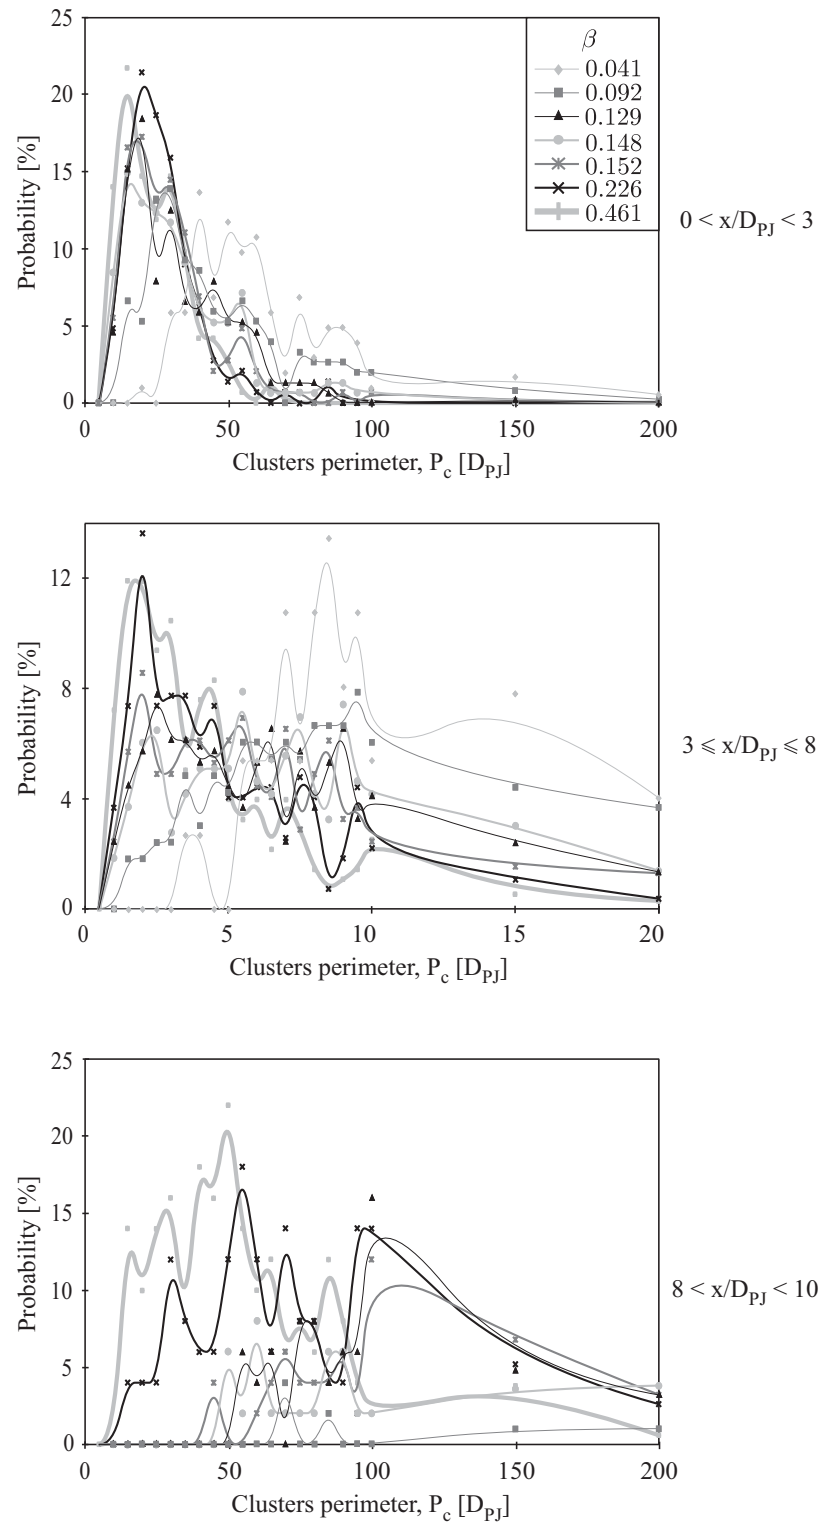 25
20
15
10
5
0
Probability [%]
β
0.041
0.092
0.129
0.148
0.152
0.226
0.461
0 < x/D_PJ < 3
0 50 100 150 200
Clusters perimeter, P_c [D_PJ]
12
8
4
0
Probability [%]
3 ⩽ x/D_PJ ⩽ 8
0 5 10 15 20
Clusters perimeter, P_c [D_PJ]
25
20
15
10
5
0
Probability [%]
8 < x/D_PJ < 10
0 50 100 150 200
Clusters perimeter, P_c [D_PJ]